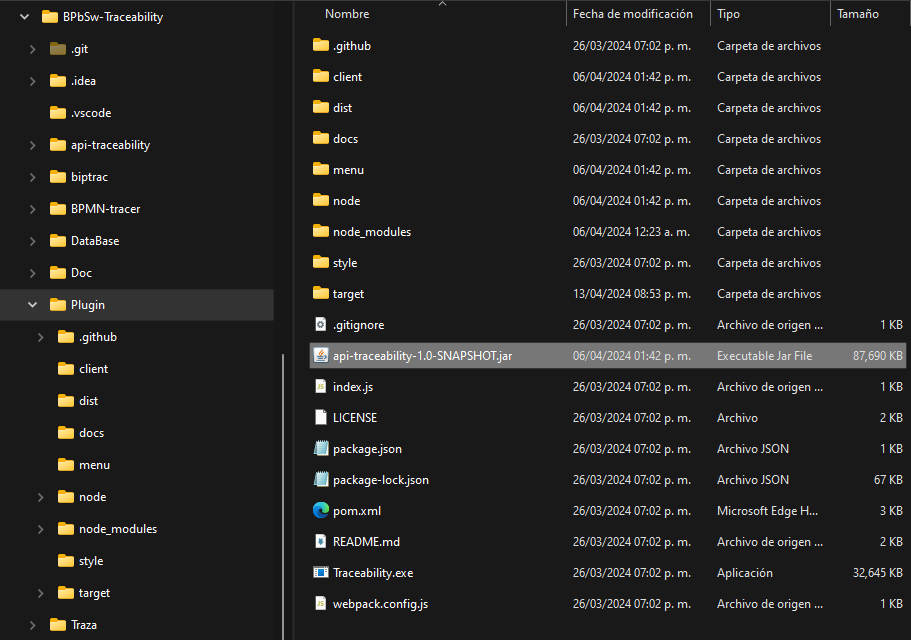 BPbSw-Traceability
.git
.idea
.vscode
api-traceability
biptrac
BPMN-tracer
DataBase
Doc
Plugin
.github
client
dist
docs
menu
node
node_modules
style
target
Traza
Nombre Fecha de modificación Tipo Tamaño
.github 26/03/2024 07:02 p. m. Carpeta de archivos
client 06/04/2024 01:42 p. m. Carpeta de archivos
dist 06/04/2024 01:42 p. m. Carpeta de archivos
docs 26/03/2024 07:02 p. m. Carpeta de archivos
menu 06/04/2024 01:42 p. m. Carpeta de archivos
node 06/04/2024 01:42 p. m. Carpeta de archivos
node_modules 06/04/2024 12:23 a. m. Carpeta de archivos
style 26/03/2024 07:02 p. m. Carpeta de archivos
target 13/04/2024 08:53 p. m. Carpeta de archivos
.gitignore 26/03/2024 07:02 p. m. Archivo de origen ... 1 KB
api-traceability-1.0-SNAPSHOT.jar 06/04/2024 01:42 p. m. Executable Jar File 87,690 KB
index.js 26/03/2024 07:02 p. m. Archivo de origen ... 1 KB
LICENSE 26/03/2024 07:02 p. m. Archivo 2 KB
package.json 26/03/2024 07:02 p. m. Archivo JSON 1 KB
package-lock.json 26/03/2024 07:02 p. m. Archivo JSON 67 KB
pom.xml 26/03/2024 07:02 p. m. Microsoft Edge H... 3 KB
README.md 26/03/2024 07:02 p. m. Archivo de origen ... 2 KB
Traceability.exe 26/03/2024 07:02 p. m. Aplicación 32,645 KB
webpack.config.js 26/03/2024 07:02 p. m. Archivo de origen ... 1 KB